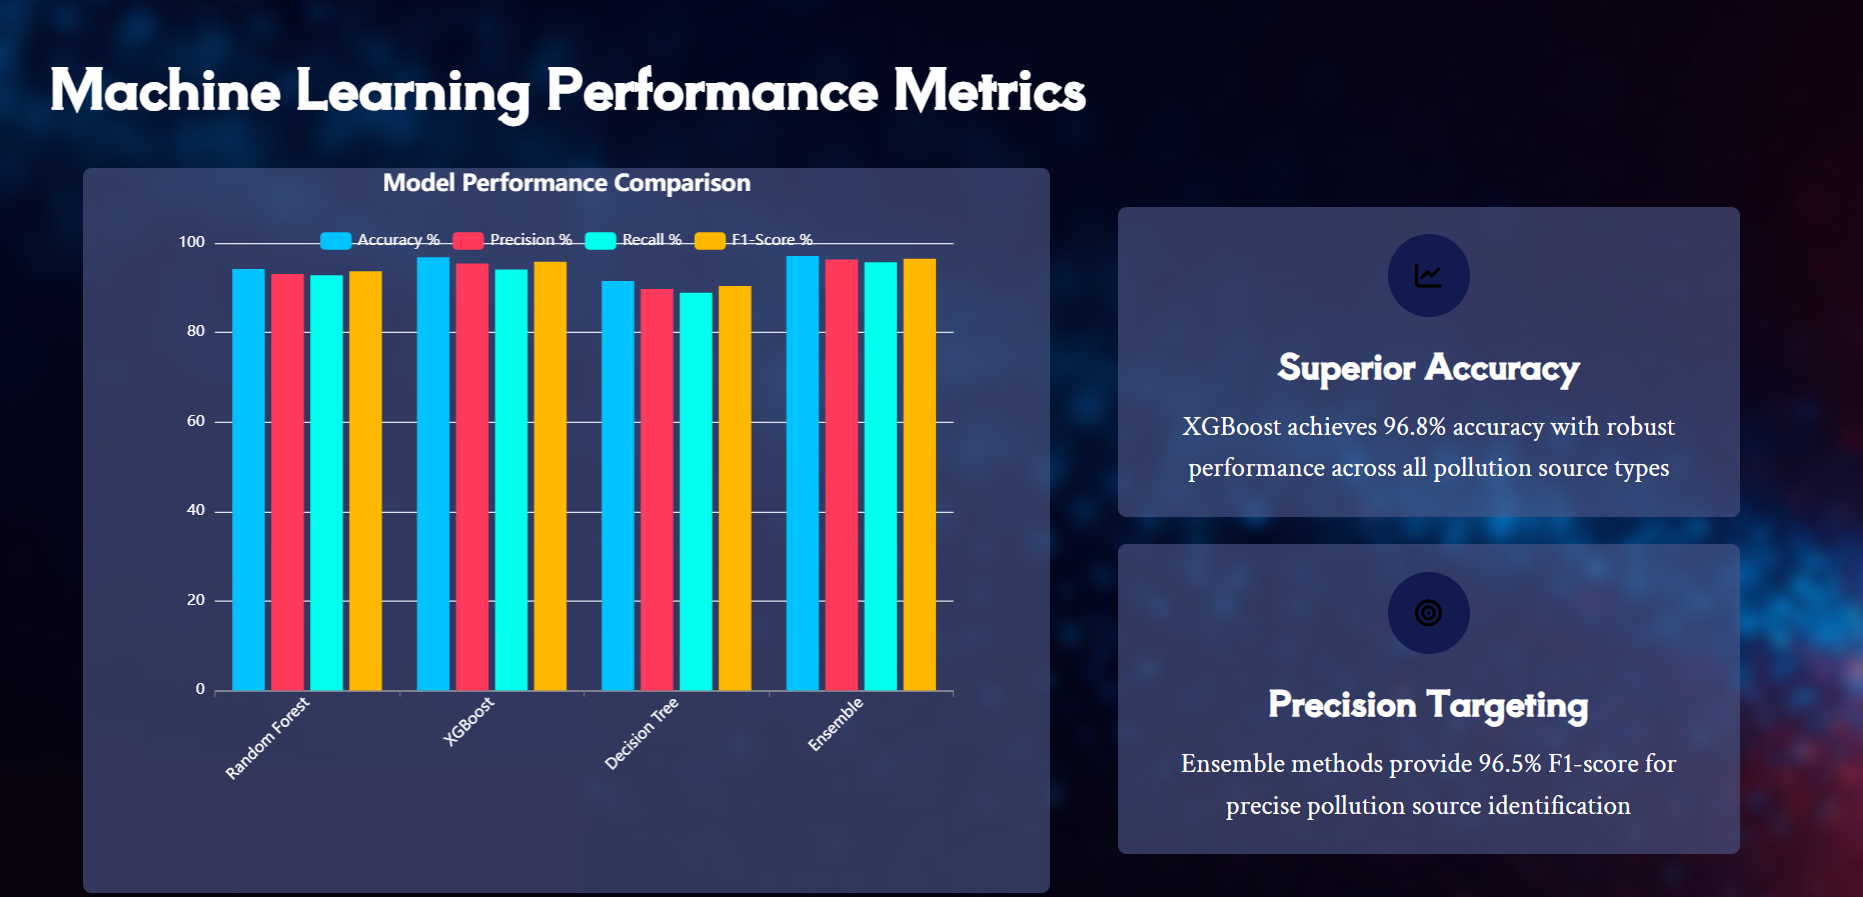 Machine Learning Performance Metrics
Model Performance Comparison
Accuracy % Precision % Recall % F1-Score %
100
80
60
40
20
0
Random Forest
XGBoost
Decision Tree
Ensemble
Superior Accuracy
XGBoost achieves 96.8% accuracy with robust
performance across all pollution source types
Precision Targeting
Ensemble methods provide 96.5% F1-score for
precise pollution source identification